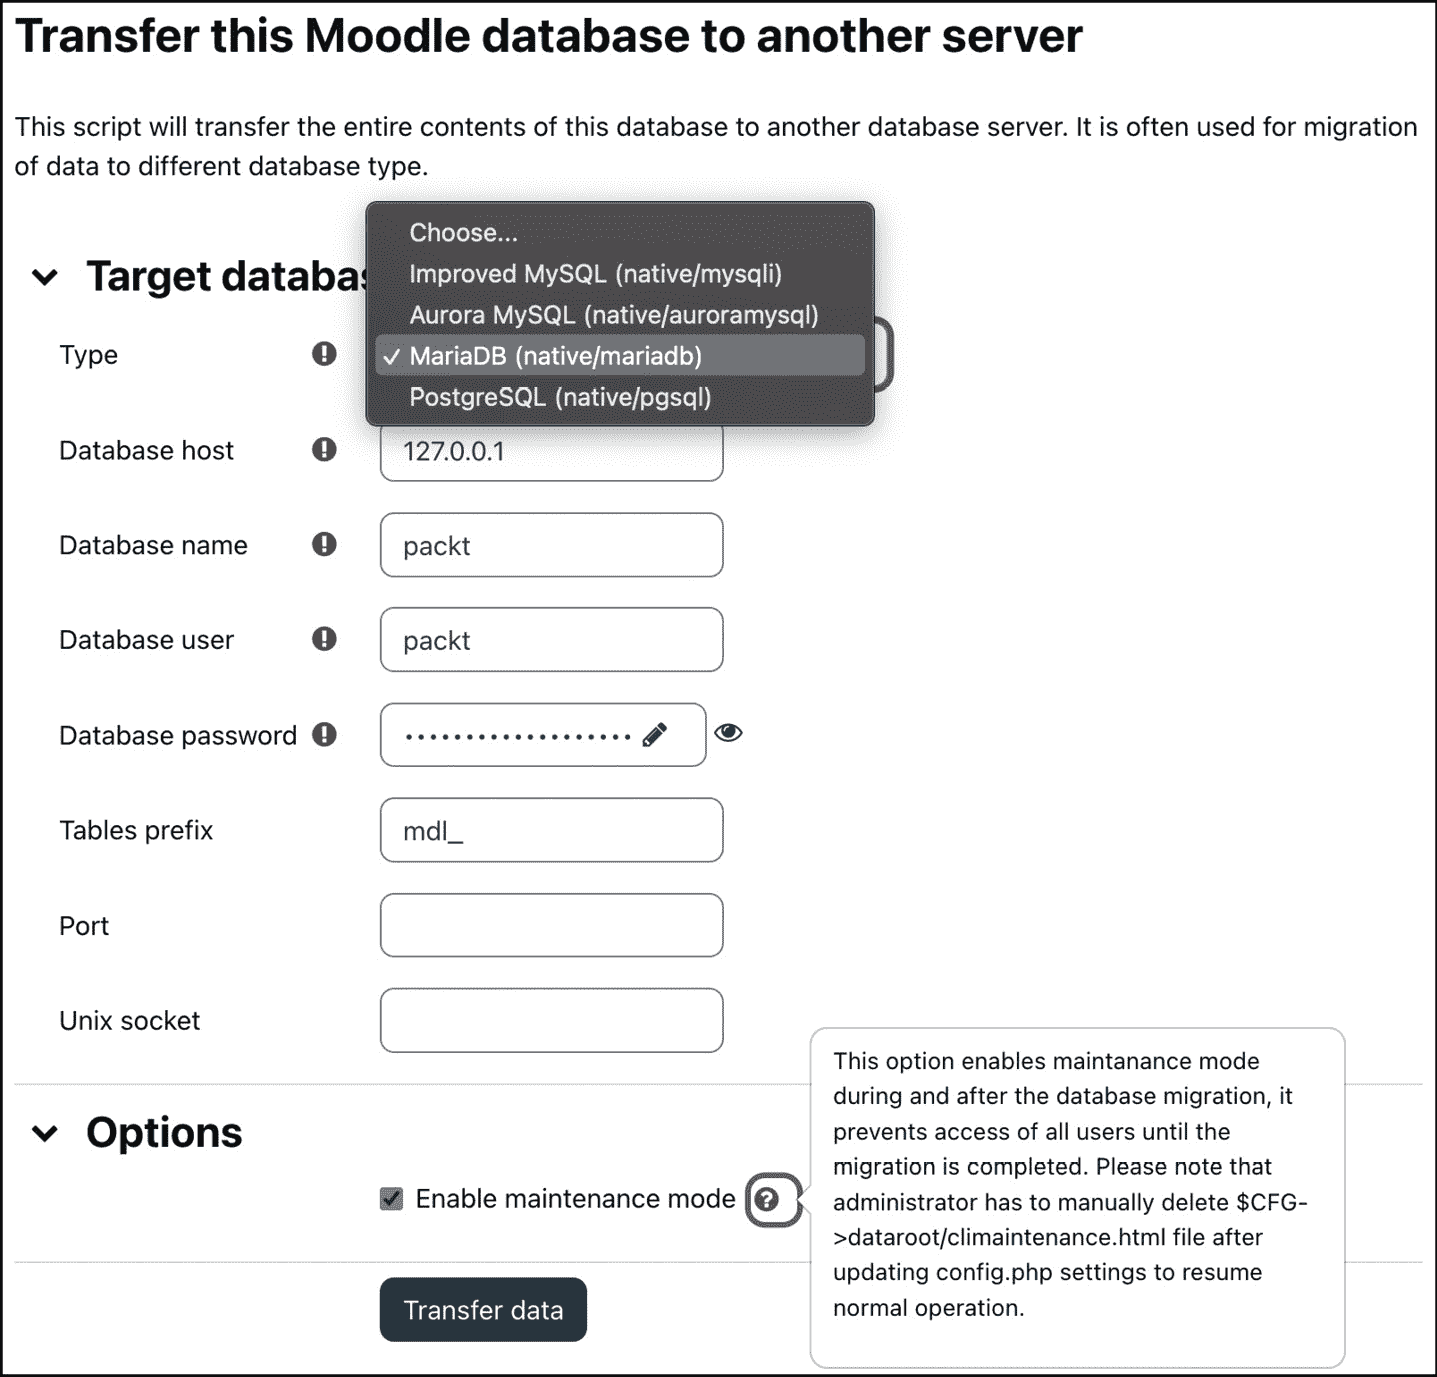 Transfer this Moodle database to another server
This script will transfer the entire contents of this database to another database server. It is often used for migration
of data to different database type.
Choose...
Target databas
Improved MySQL (native/mysqli)
Aurora MySQL (native/auroramysql)
Type
✓ MariaDB (native/mariadb)
PostgreSQL (native/pgsql)
Database host
127.0.0.1
Database name
packt
Database user
packt
Database password
Tables prefix
mdl_
Port
Unix socket
Options
Enable maintenance mode
This option enables maintanance mode
during and after the database migration, it
prevents access of all users until the
migration is completed. Please note that
administrator has to manually delete $CFG-
>dataroot/climaintenance.html file after
updating config.php settings to resume
normal operation.
Transfer data